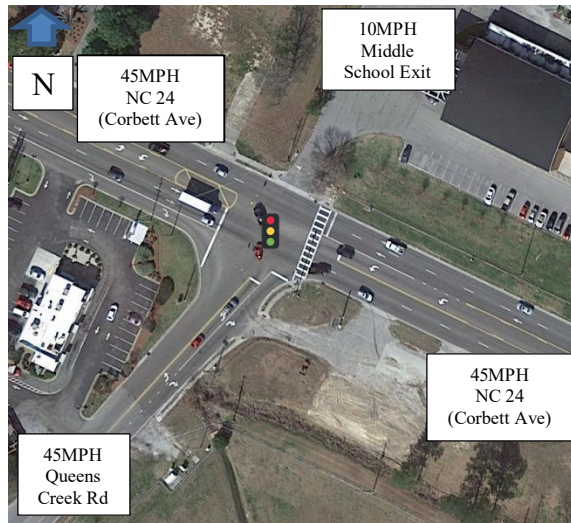 N
45MPH
NC 24
(Corbett Ave)
10MPH
Middle
School Exit
45MPH
NC 24
(Corbett Ave)
45MPH
Queens
Creek Rd